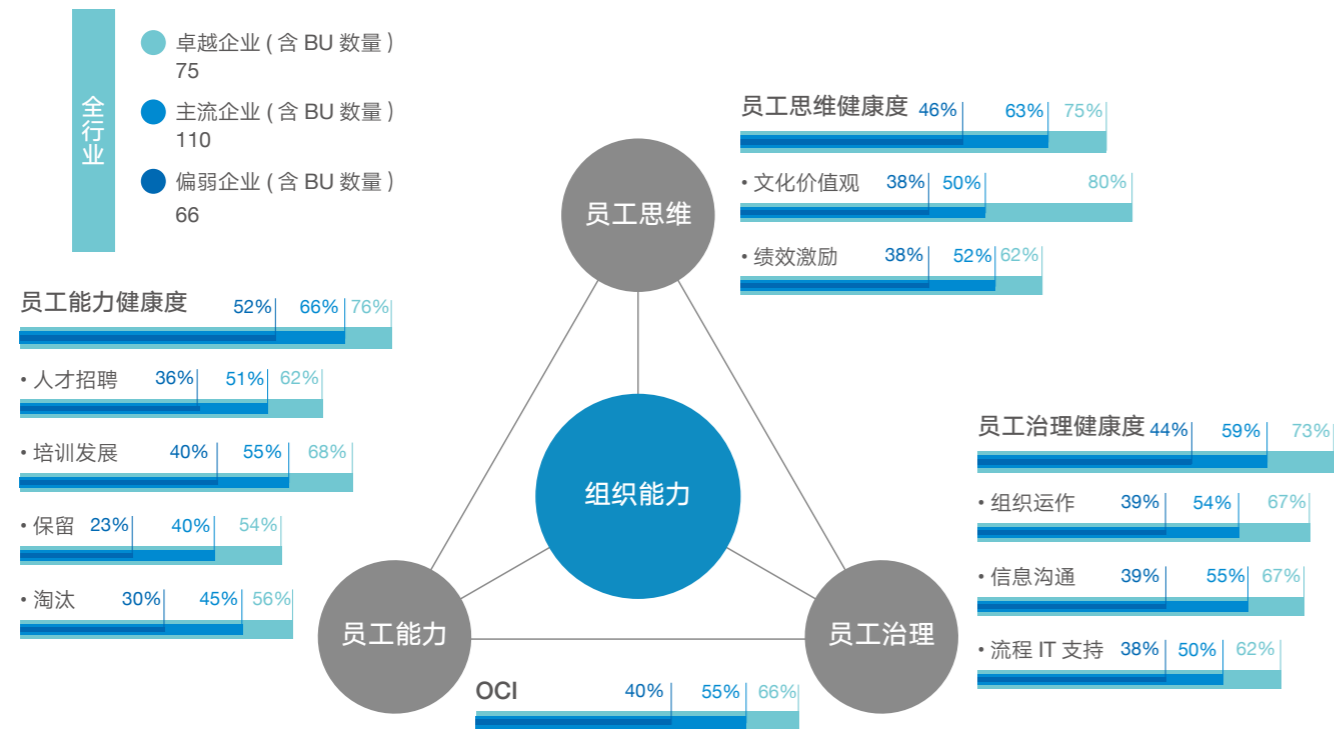 全行业
卓越企业 ( 含 BU 数量 )
75
主流企业 ( 含 BU 数量 )
110
偏弱企业 ( 含 BU 数量 )
66
员工思维健康度 46% 63% 75%
• 文化价值观 38% 50% 80%
• 绩效激励 38% 52% 62%
员工能力健康度 52% 66% 76%
• 人才招聘 36% 51% 62%
• 培训发展 40% 55% 68%
• 保留 23% 40% 54%
• 淘汰 30% 45% 56%
员工思维
组织能力
员工能力
员工治理
员工治理健康度 44% 59% 73%
• 组织运作 39% 54% 67%
• 信息沟通 39% 55% 67%
• 流程 IT 支持 38% 50% 62%
OCI 40% 55% 66%